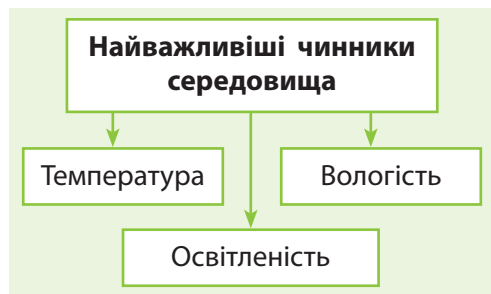 Найважливіші чинники
середовища
Температура
Вологість
Освітленість